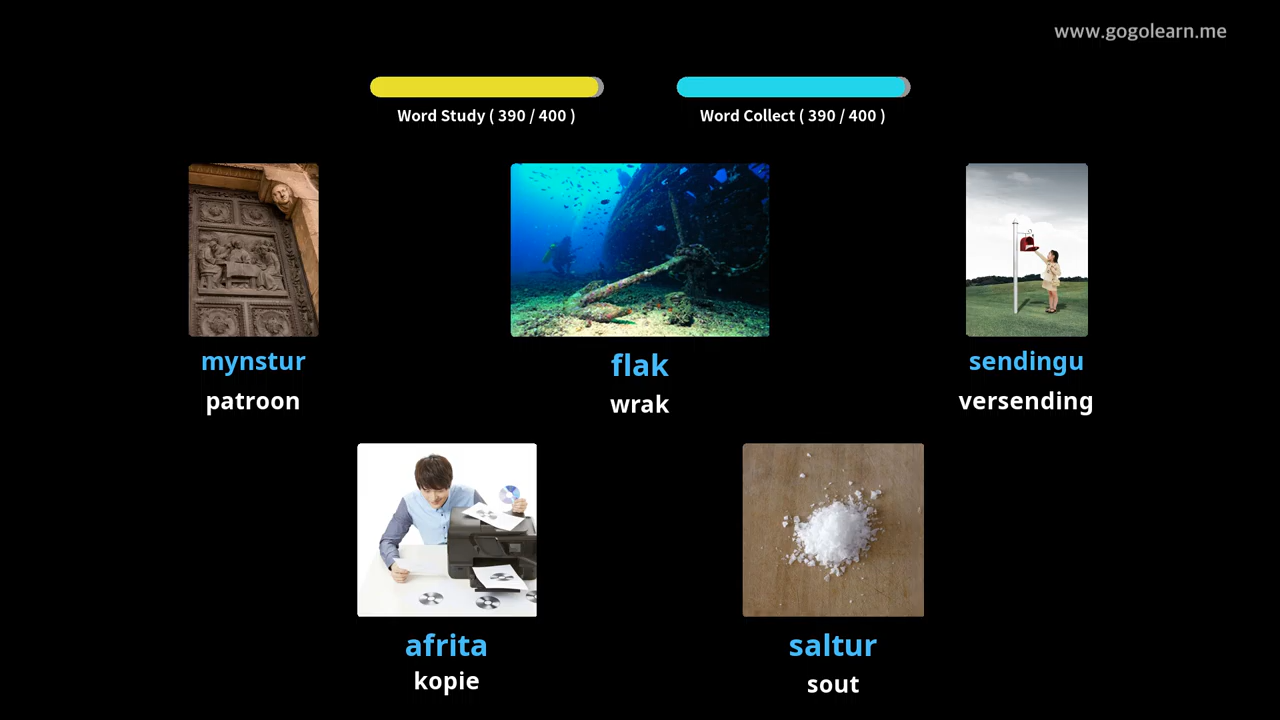 www.gogolearn.me
Word Study ( 390 / 400 )
Word Collect ( 390 / 400 )
mynstur
patroon
flak
wrak
sendingu
versending
afrita
kopie
saltur
sout